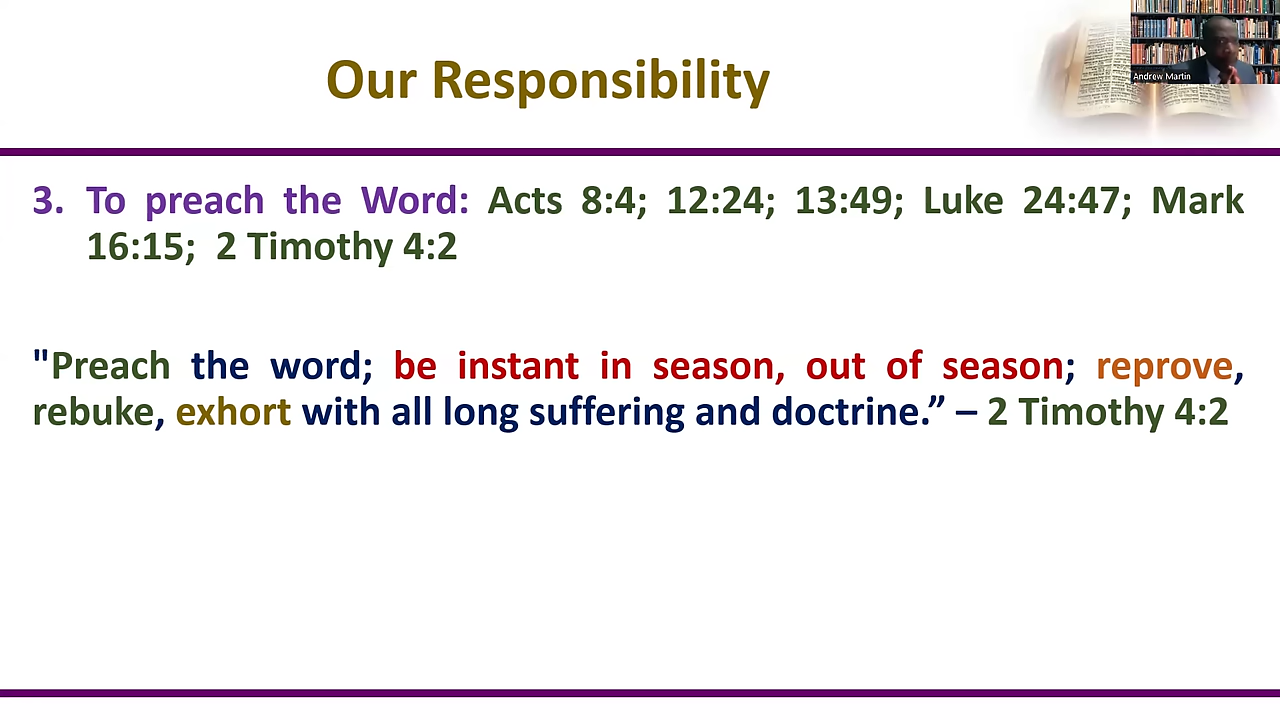 Our Responsibility
Andrew Martin
3. To preach the Word: Acts 8:4; 12:24; 13:49; Luke 24:47; Mark
16:15; 2 Timothy 4:2
"Preach the word; be instant in season, out of season; reprove,
rebuke, exhort with all long suffering and doctrine.” – 2 Timothy 4:2